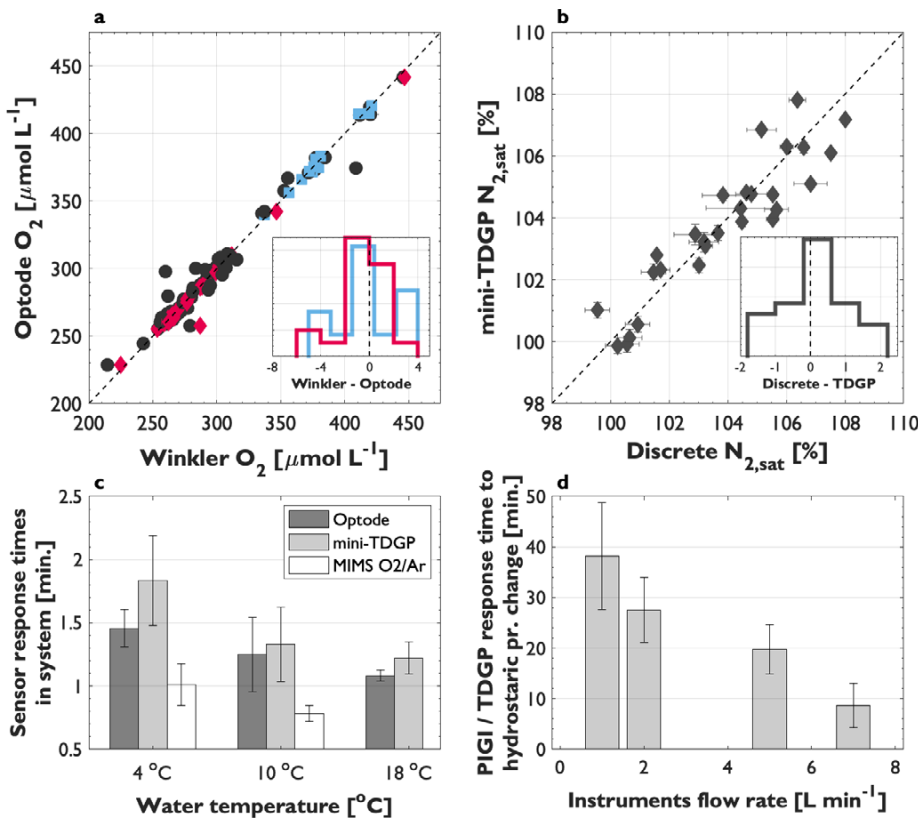 a
Optode O2 [μmol L-1]
450
400
350
300
250
200
200 250 300 350 400 450
Winkler O2 [μmol L-1]
-8 -4 0 4
Winkler - Optode
b
mini-TDGP N2,sat [%]
110
108
106
104
102
100
98
98 100 102 104 106 108 110
Discrete N2,sat [%]
-2 -1 0 1 2
Discrete - TDGP
c
Sensor response times
in system [min.]
2.5
2
1.5
1
0.5
Optode
mini-TDGP
MIMS O2/Ar
4 °C 10 °C 18 °C
Water temperature [°C]
d
PIGI / TDGP response time to
hydrostaric pr. change [min.]
50
40
30
20
10
0
0 2 4 6 8
Instruments flow rate [L min-1]